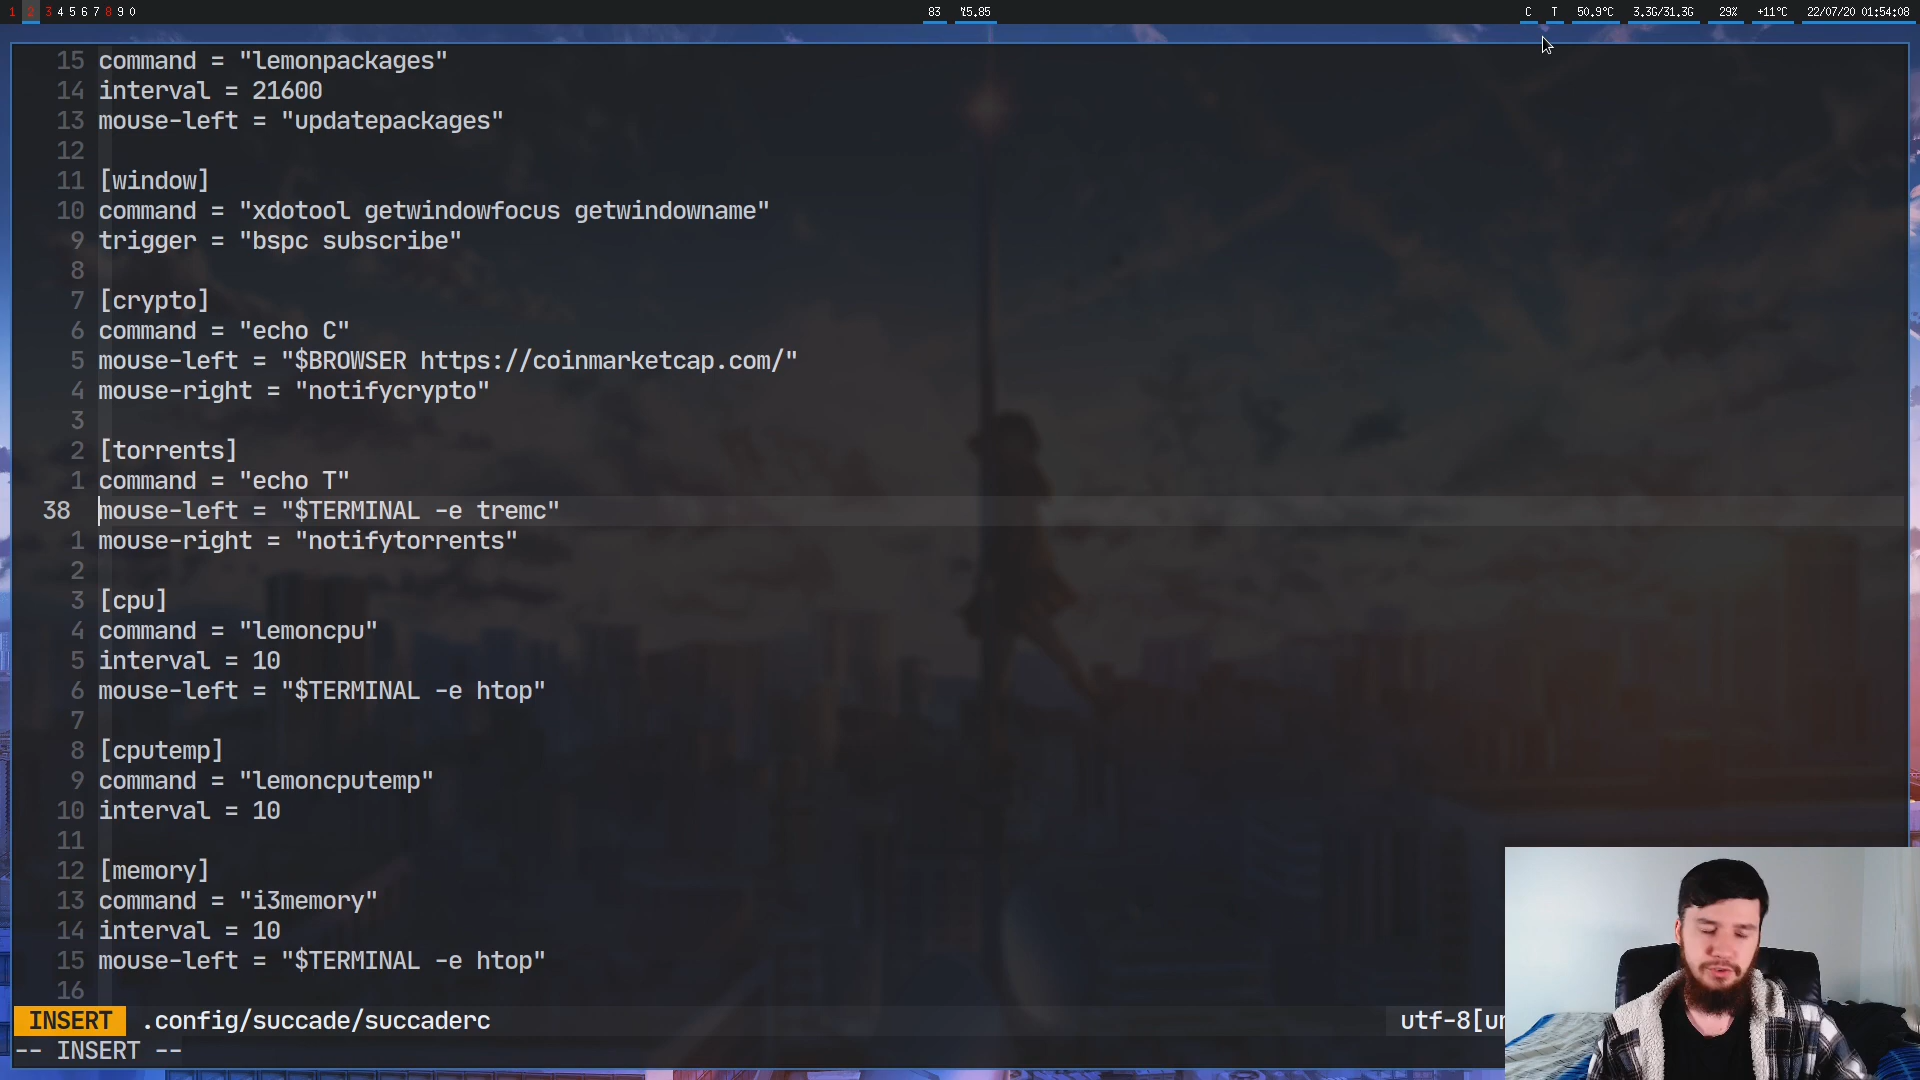 1 2 3 4 5 6 7 8 9 0
83
15.85
C T 50.9°C 3.3G/31.3G 29% +11°C 22/07/20 01:54:08
15 command = "lemonpackages"
14 interval = 21600
13 mouse-left = "updatepackages"
12
11 [window]
10 command = "xdotool getwindowfocus getwindowname"
9 trigger = "bspc subscribe"
8
7 [crypto]
6 command = "echo C"
5 mouse-left = "$BROWSER https://coinmarketcap.com/"
4 mouse-right = "notifycrypto"
3
2 [torrents]
1 command = "echo T"
38 mouse-left = "$TERMINAL -e tremc"
1 mouse-right = "notifytorrents"
2
3 [cpu]
4 command = "lemoncpu"
5 interval = 10
6 mouse-left = "$TERMINAL -e htop"
7
8 [cputemp]
9 command = "lemoncputemp"
10 interval = 10
11
12 [memory]
13 command = "i3memory"
14 interval = 10
15 mouse-left = "$TERMINAL -e htop"
16
INSERT .config/succade/succaderc utf-8[un
-- INSERT --